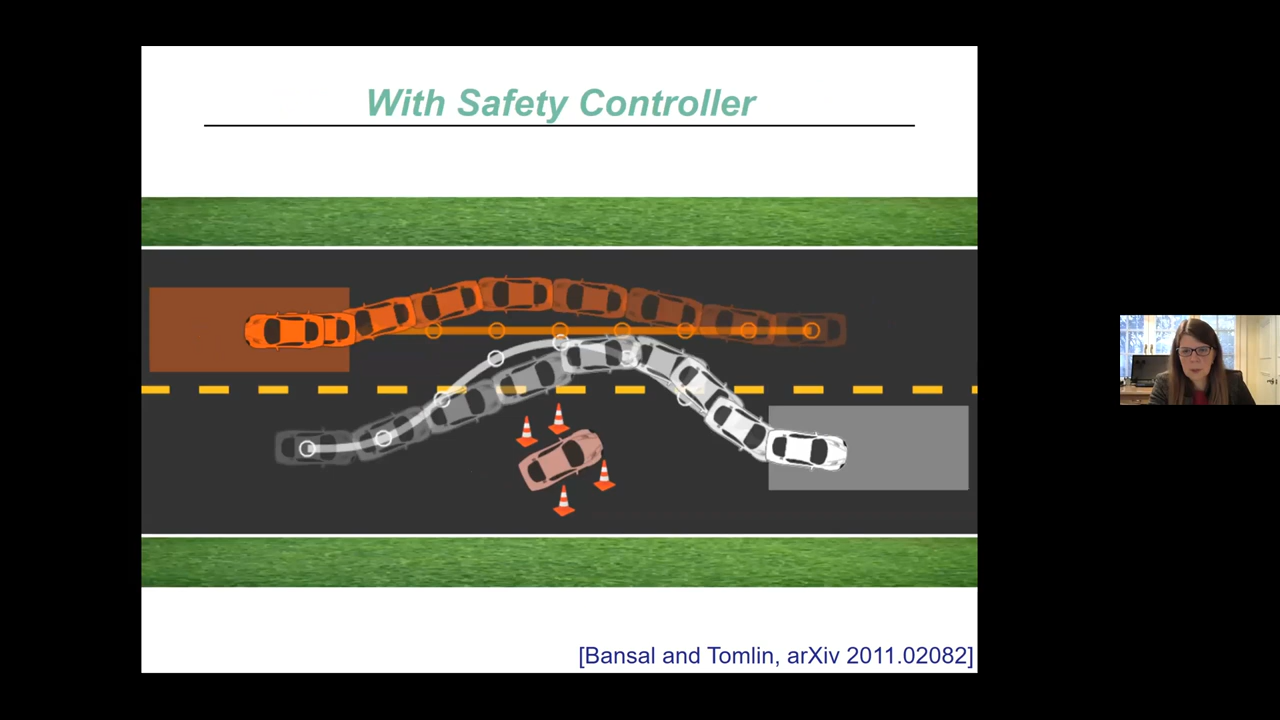 With Safety Controller
[Bansal and Tomlin, arXiv 2011.02082]